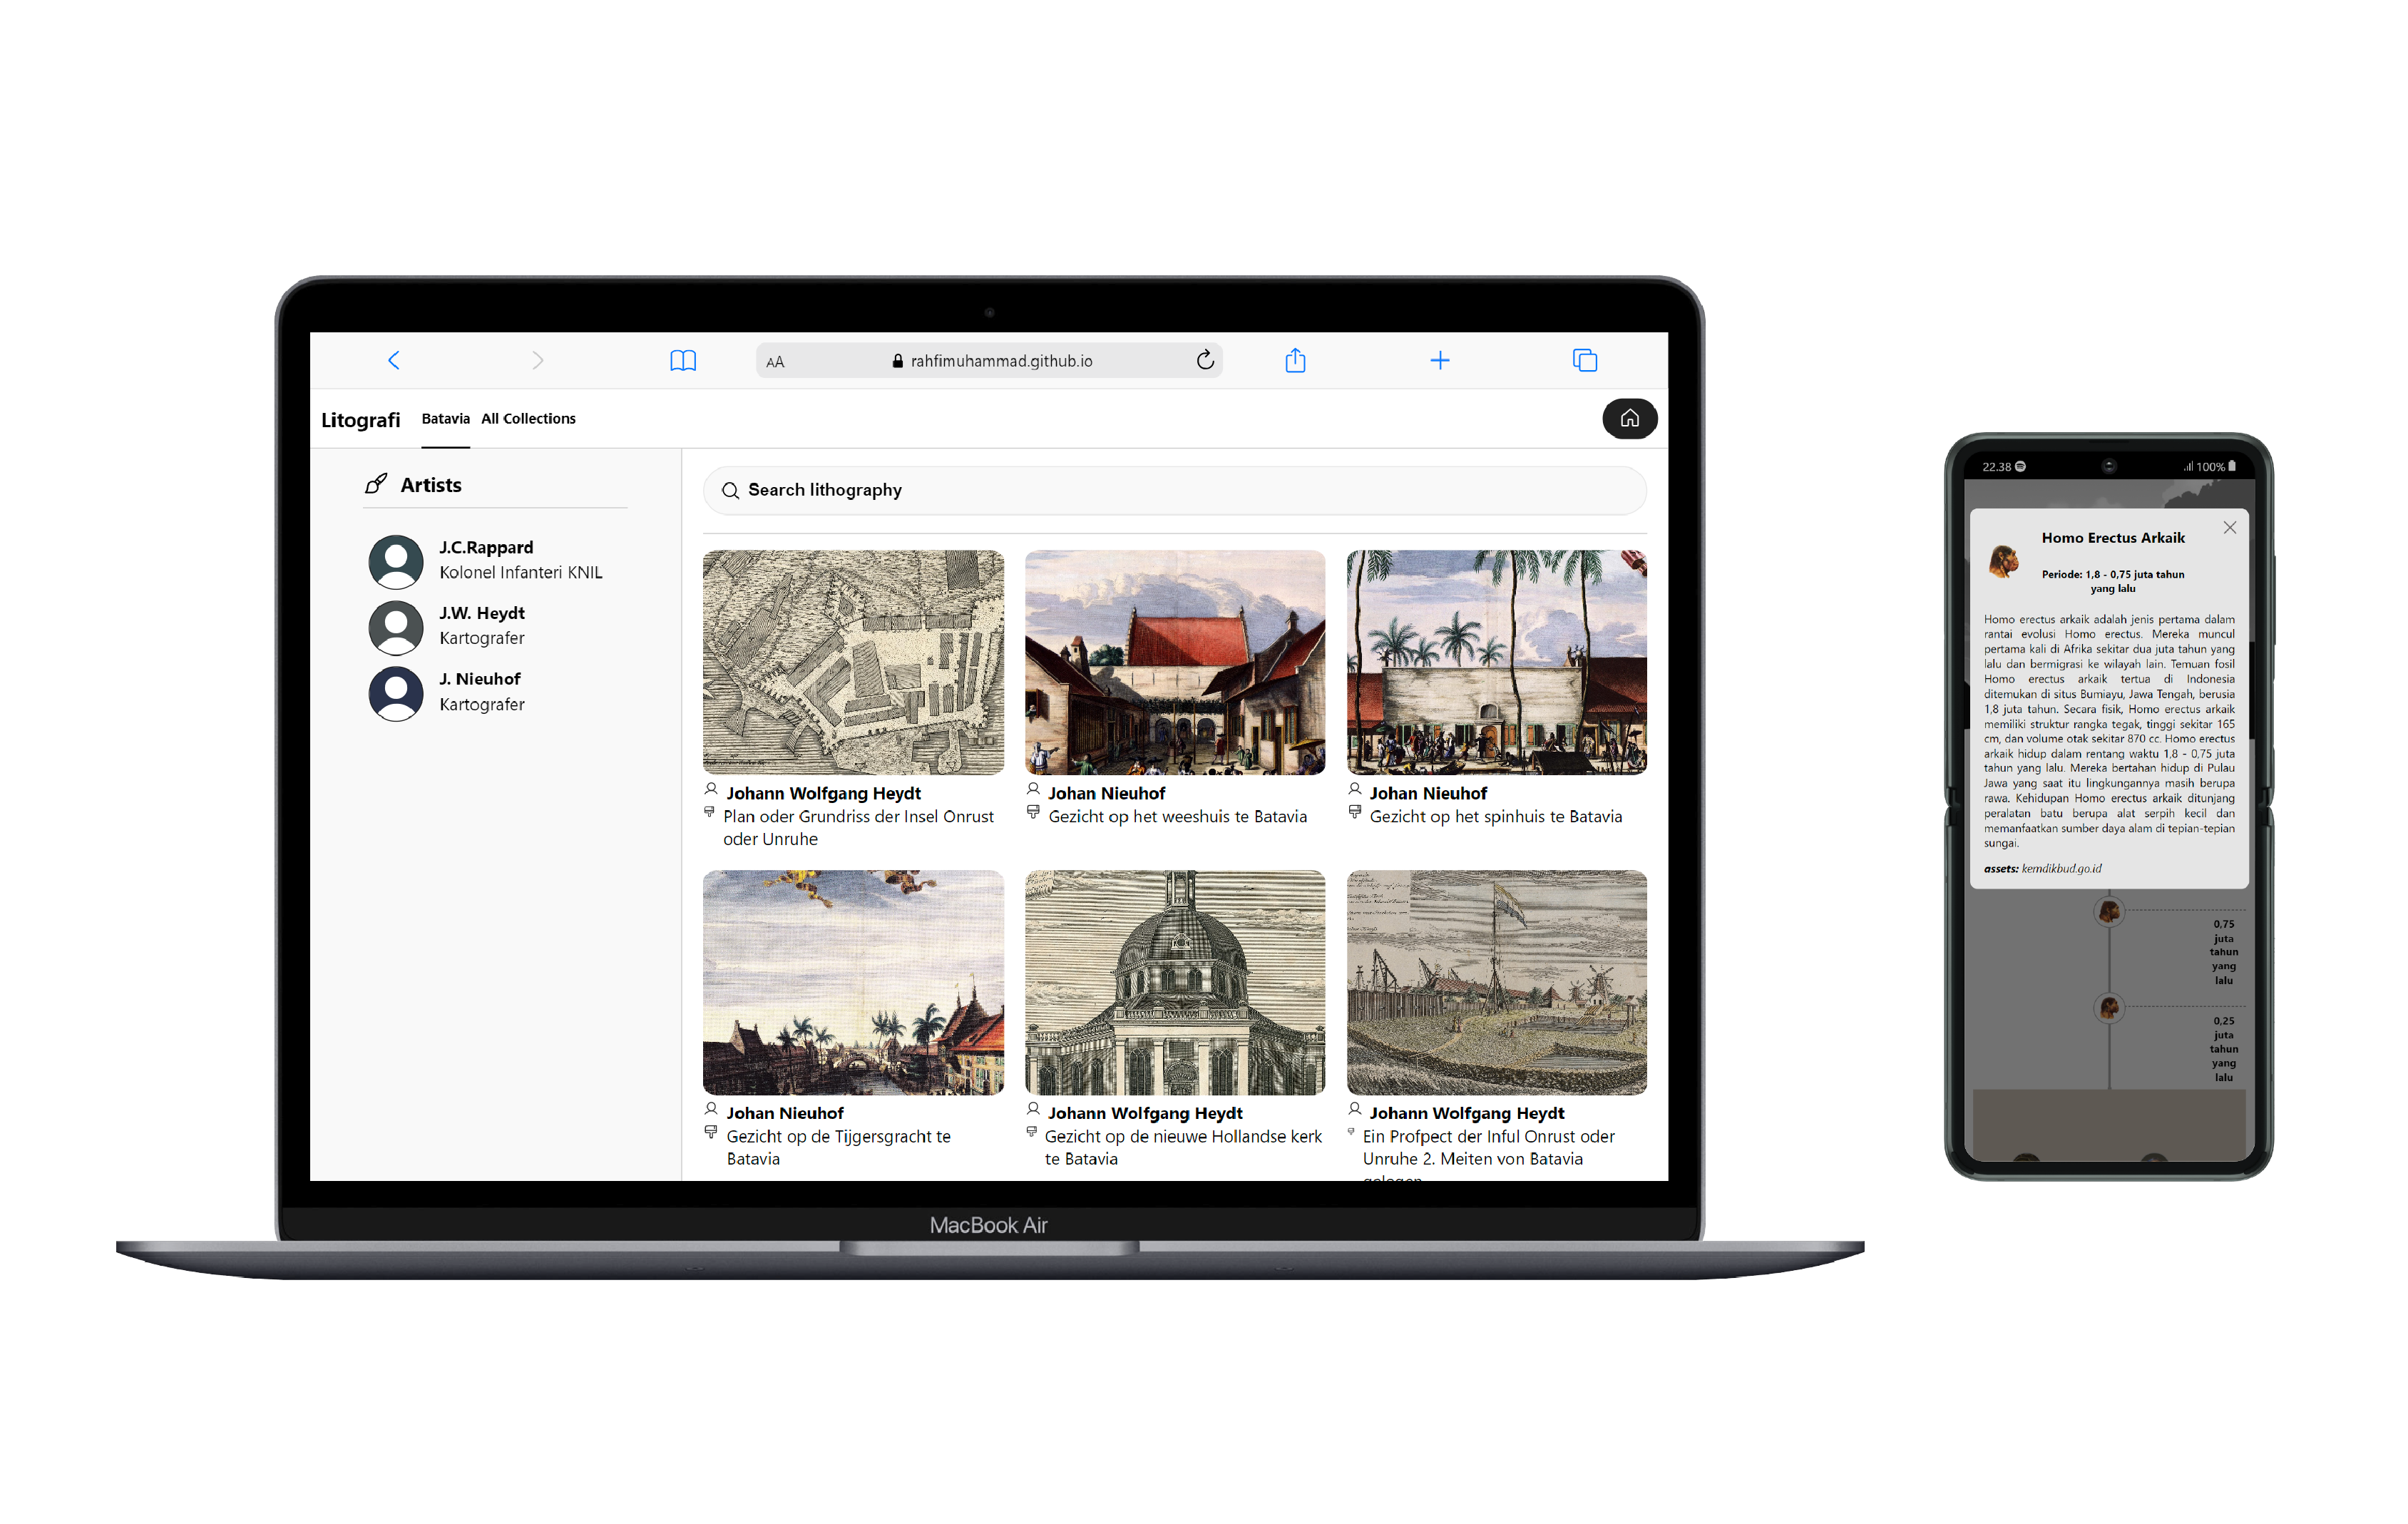 AA
rahfimuhammad.github.io
Litografi
Batavia
All Collections
Artists
J.C.Rappard
Kolonel Infanteri KNIL
J.W. Heydt
Kartografer
J. Nieuhof
Kartografer
Search lithography
Johann Wolfgang Heydt
Plan oder Grundriss der Insel Onrust
oder Unruhe
Johan Nieuhof
Gezicht op het weeshuis te Batavia
Johan Nieuhof
Gezicht op het spinhuis te Batavia
Johan Nieuhof
Gezicht op de Tijgersgracht te
Batavia
Johann Wolfgang Heydt
Gezicht op de nieuwe Hollandse kerk
te Batavia
Johann Wolfgang Heydt
Ein Profpect der Inful Onrust oder
Unruhe 2. Meiten von Batavia
MacBook Air
22.38
100%
Homo Erectus Arkaik
Periode: 1,8 - 0,75 juta tahun
yang lalu
Homo erectus arkaik adalah jenis pertama dalam
rantai evolusi Homo erectus. Mereka muncul
pertama kali di Afrika sekitar dua juta tahun yang
lalu dan bermigrasi ke wilayah lain. Temuan fosil
Homo erectus arkaik tertua di Indonesia
ditemukan di situs Bumiayu, Jawa Tengah, berusia
1,8 juta tahun. Secara fisik, Homo erectus arkaik
memiliki struktur rangka tegak, tinggi sekitar 165
cm, dan volume otak sekitar 870 cc. Homo erectus
arkaik hidup dalam rentang waktu 1,8 - 0,75 juta
tahun yang lalu. Mereka bertahan hidup di Pulau
Jawa yang saat itu lingkungannya masih berupa
rawa. Kehidupan Homo erectus arkaik ditunjang
peralatan batu berupa alat serpih kecil dan
memanfaatkan sumber daya alam di tepian-tepian
sungai.
assets: kemdikbud.go.id
0,75
juta
tahun
yang
lalu
0,25
juta
tahun
yang
lalu